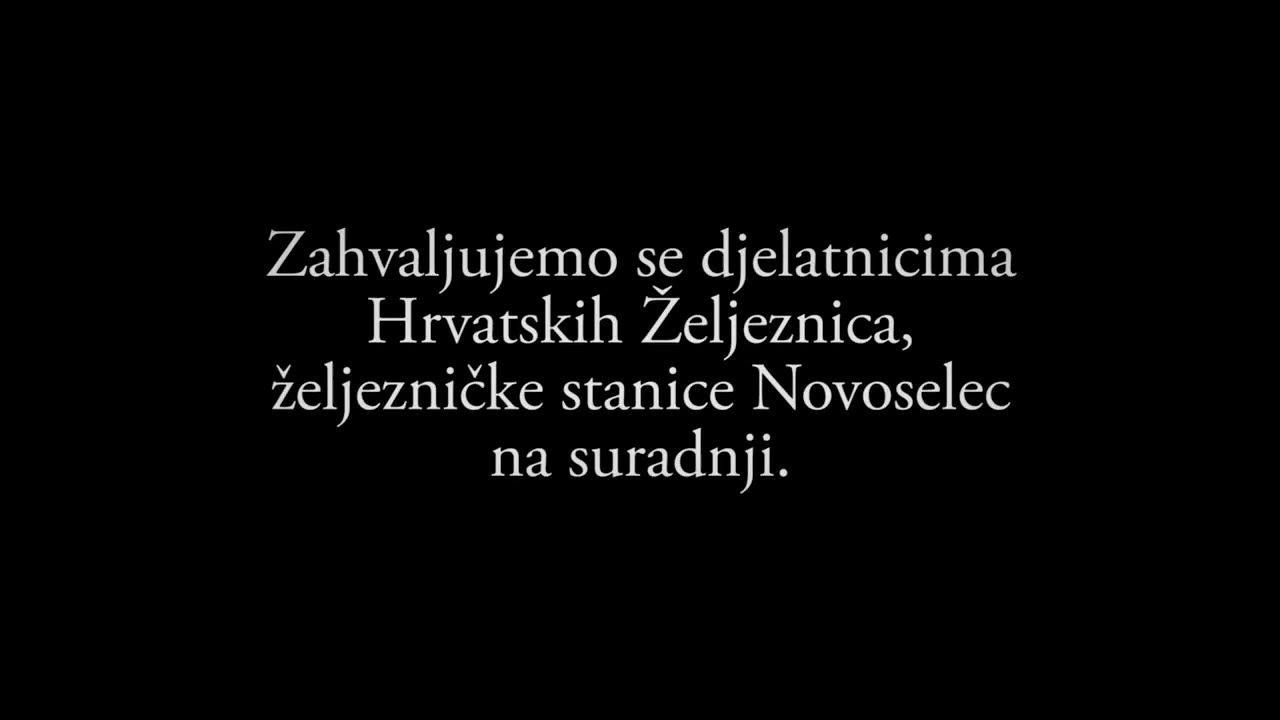 Zahvaljujemo se djelatnicima
Hrvatskih Željeznica,
željezničke stanice Novoselec
na suradnji.